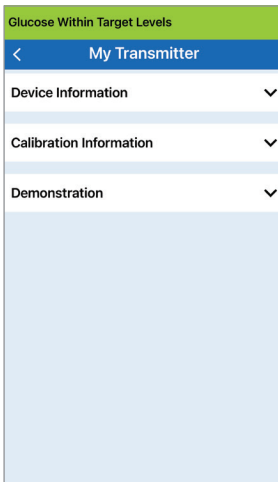 Glucose Within Target Levels
My Transmitter
Device Information
Calibration Information
Demonstration